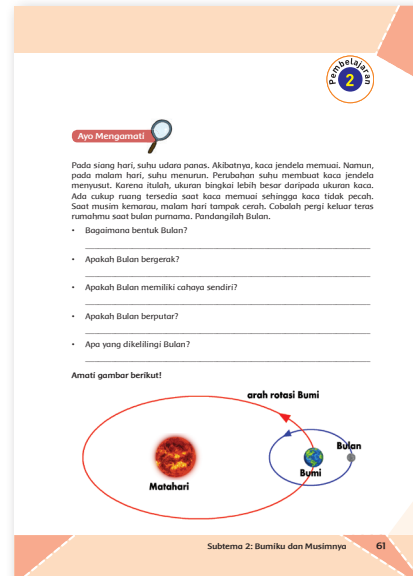 Pembelajaran
2
Ayo Mengamati
Pada siang hari, suhu udara panas. Akibatnya, kaca jendela memuai. Namun,
pada malam hari, suhu menurun. Perubahan suhu membuat kaca jendela
menyusut. Karena itulah, ukuran bingkai lebih besar daripada ukuran kaca.
Ada cukup ruang tersedia saat kaca memuai sehingga kaca tidak pecah.
Saat musim kemarau, malam hari tampak cerah. Cobalah pergi keluar teras
rumahmu saat bulan purnama. Pandangilah Bulan.
• Bagaimana bentuk Bulan?
• Apakah Bulan bergerak?
• Apakah Bulan memiliki cahaya sendiri?
• Apakah Bulan berputar?
• Apa yang dikelilingi Bulan?
Amati gambar berikut!
arah rotasi Bumi
Bulan
Bumi
Matahari
Subtema 2: Bumiku dan Musimnya 61